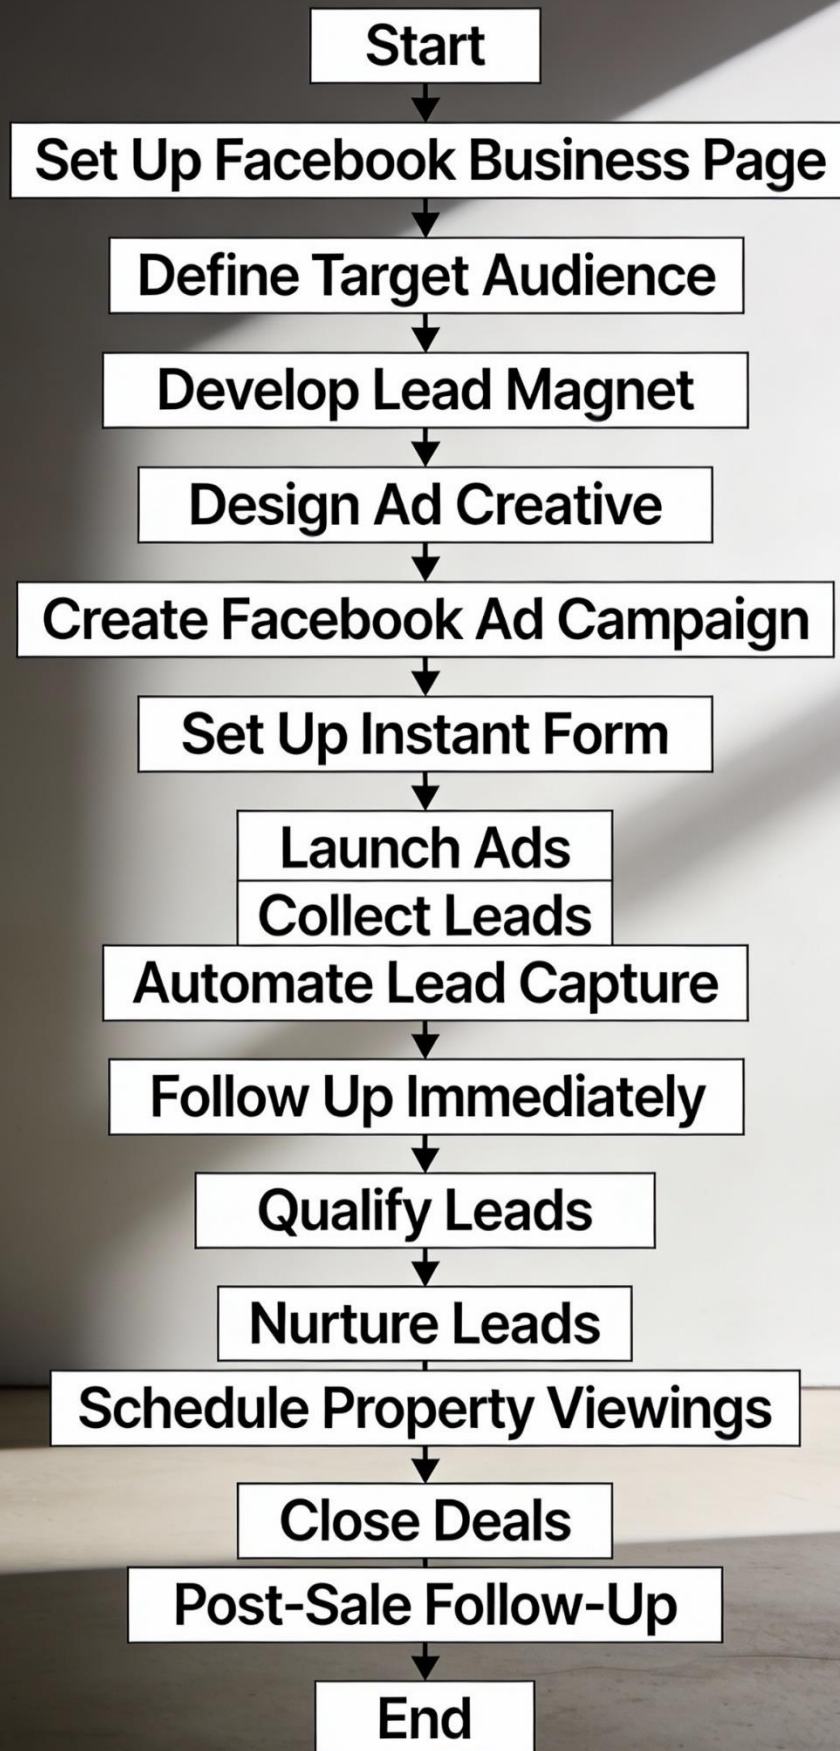 Start
Set Up Facebook Business Page
Define Target Audience
Develop Lead Magnet
Design Ad Creative
Create Facebook Ad Campaign
Set Up Instant Form
Launch Ads
Collect Leads
Automate Lead Capture
Follow Up Immediately
Qualify Leads
Nurture Leads
Schedule Property Viewings
Close Deals
Post-Sale Follow-Up
End